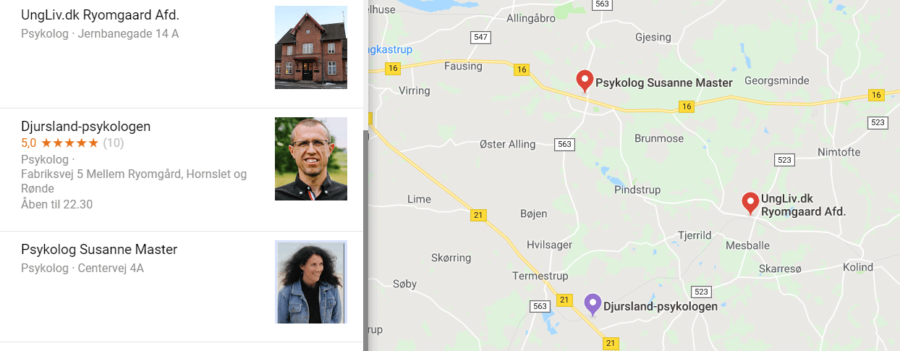 UngLiv.dk Ryomgaard Afd.
Psykolog · Jernbanegade 14 A
Djursland-psykologen
5,0 ★★★★★ (10)
Psykolog ·
Fabriksvej 5 Mellem Ryomgård, Hornslet og
Rønde
Åben til 22.30
Psykolog Susanne Master
Psykolog · Centervej 4A
Allingåbro
547
563
Gjesing
ngkastrup
16
Fausing
16
Virring
Psykolog Susanne Master
Georgsminde
16
16
523
Øster Alling
563
Brunmose
523
Nimtofte
Pindstrup
Lime
21
Bøjen
UngLiv.dk
Ryomgaard Afd.
Hvilsager
Tjerrild
Mesballe
Skørring
Skarresø
Kolind
Termestrup
Søby
523
563
21
Djursland-psykologen
21